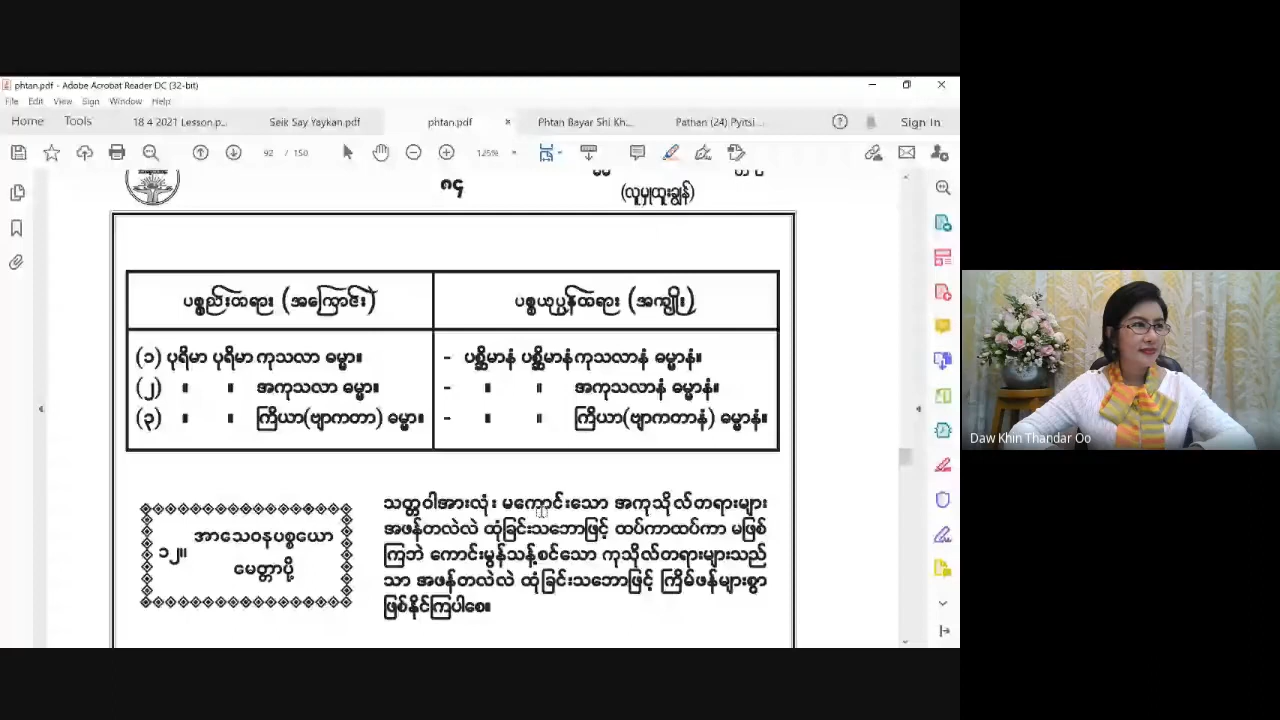 phtan.pdf - Adobe Acrobat Reader DC (32-bit)
File Edit View Sign Window Help
Home Tools 18 4 2021 Lesson.p... Seik Say Yaykan.pdf phtan.pdf × Phtan Bayar Shi Kh... Pathan (24) Pyitsi... Sign In
92 / 150 125%
၈၄
(လူမှုထူးချွန်)
ပစ္စည်းတရား (အကြောင်း) ပစ္စယုပ္ပန်တရား (အကျိုး)
(၁) ပုရိမာ ပုရိမာ ကုသလာ ဓမ္မာ။ - ပစ္ဆိမာနံ ပစ္ဆိမာနံ ကုသလာနံ ဓမ္မာနံ။
(၂) ။ ။ အကုသလာ ဓမ္မာ။ - ။ ။ အကုသလာနံ ဓမ္မာနံ။
(၃) ။ ။ ကြိယာ(ဗျာကတာ) ဓမ္မာ။ - ။ ။ ကြိယာ(ဗျာကတာနံ) ဓမ္မာနံ။
၁၂။ အာသေဝနပစ္စယော
မေတ္တာပို့
သတ္တဝါအားလုံး မကောင်းသော အကုသိုလ်တရားများ
အဖန်တလဲလဲ ထုံခြင်းသဘောဖြင့် ထပ်ကာထပ်ကာ မဖြစ်
ကြဘဲ ကောင်းမွန်သန့်စင်သော ကုသိုလ်တရားများသည်
သာ အဖန်တလဲလဲ ထုံခြင်းသဘောဖြင့် ကြိမ်ဖန်များစွာ
ဖြစ်နိုင်ကြပါစေ။
Daw Khin Thandar Oo